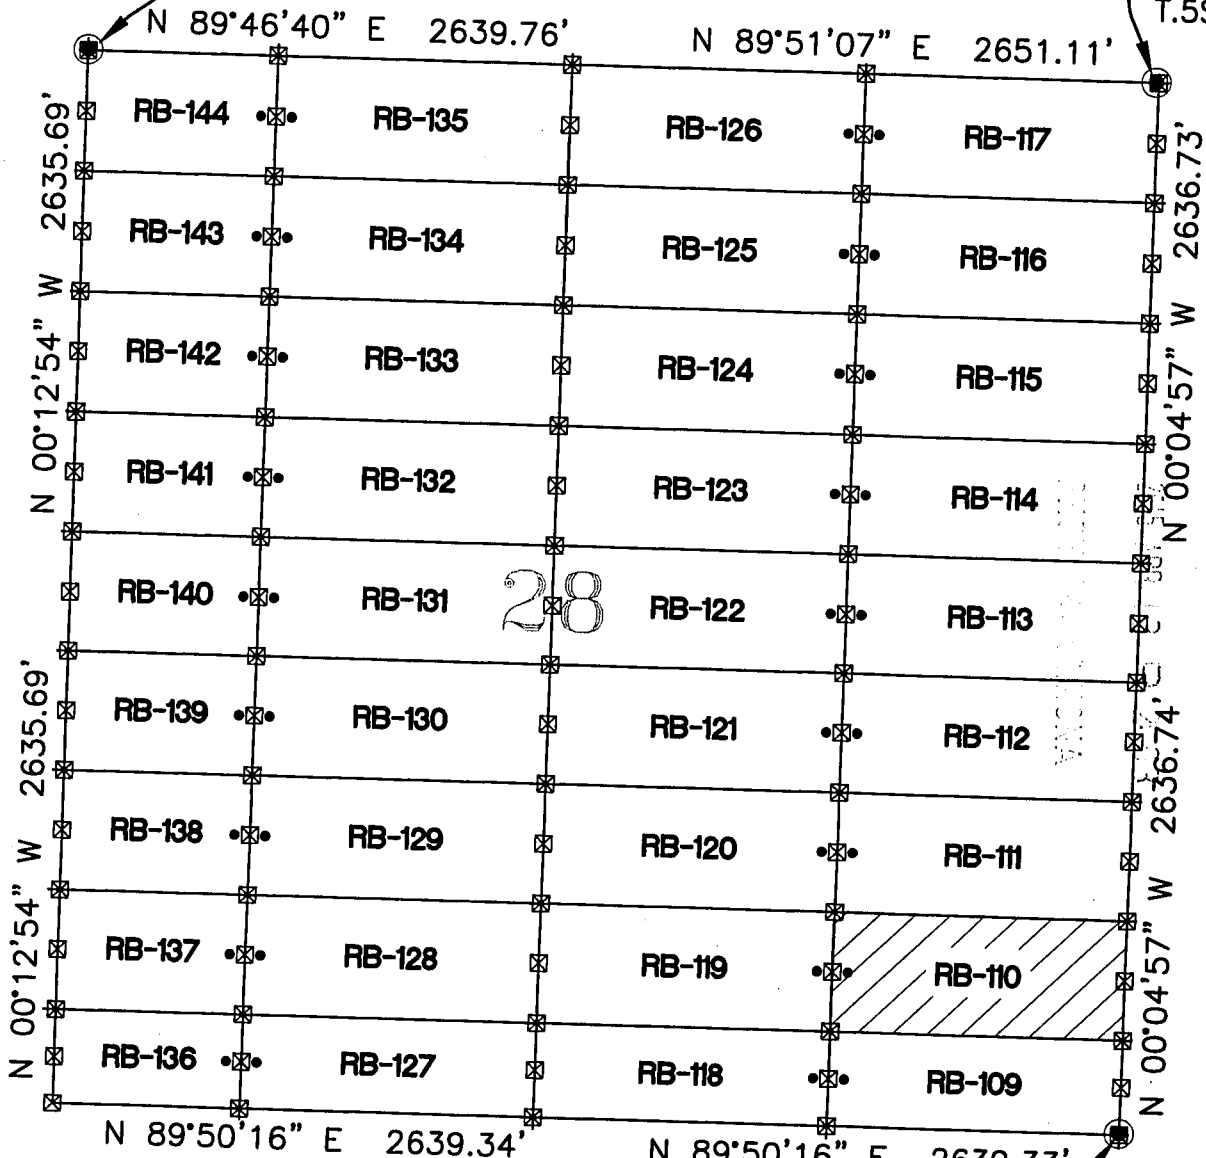 N 89°46'40" E 2639.76' N 89°51'07" E 2651.11'
2635.69'
2636.73'
RB-144 RB-135 RB-126 RB-117
RB-143 RB-134 RB-125 RB-116
RB-142 RB-133 RB-124 RB-115
N 00°12'54" W
N 00°04'57" W
RB-141 RB-132 RB-123 RB-114
RB-140 RB-131 RB-122 RB-113
28
RB-139 RB-130 RB-121 RB-112
2635.69'
2636.74'
RB-138 RB-129 RB-120 RB-111
RB-137 RB-128 RB-119 RB-110
N 00°12'54" W
N 00°04'57" W
RB-136 RB-127 RB-118 RB-109
N 89°50'16" E 2639.34' N 89°50'16" E